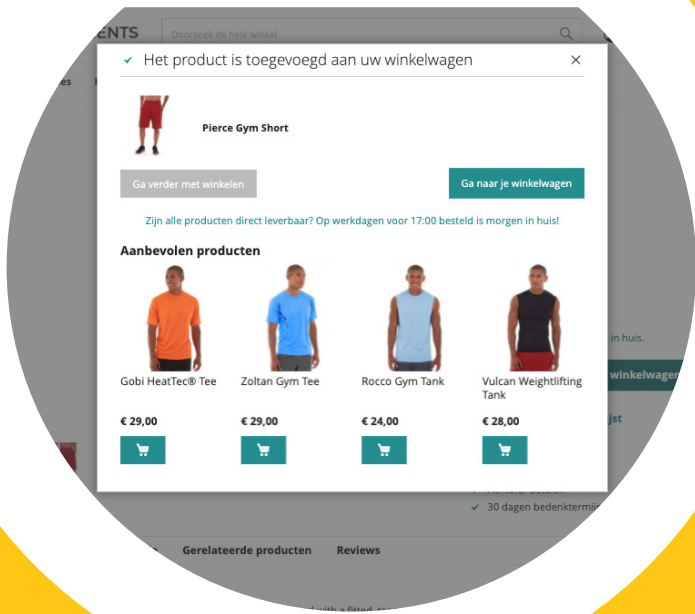 ENTS
Doorzoek de hele winkel
Het product is toegevoegd aan uw winkelwagen
Pierce Gym Short
Ga verder met winkelen
Ga naar je winkelwagen
Zijn alle producten direct leverbaar? Op werkdagen voor 17:00 besteld is morgen in huis!
Aanbevolen producten
Gobi HeatTec® Tee
Zoltan Gym Tee
Rocco Gym Tank
Vulcan Weightlifting
Tank
€ 29,00
€ 29,00
€ 24,00
€ 28,00
in huis.
winkelwagen
jst
30 dagen bedenktermijn
Gerelateerde producten
Reviews
with a fitted,